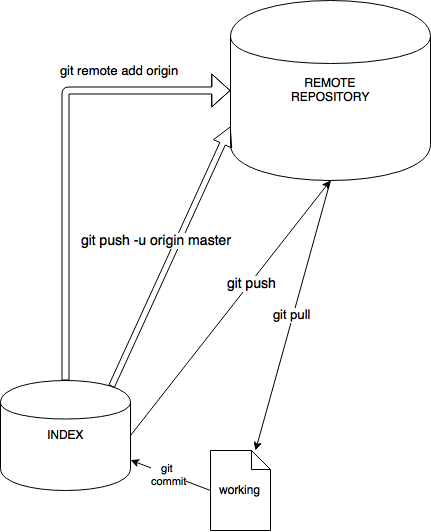 git remote add origin
REMOTE
REPOSITORY
git push -u origin master
git push
git pull
INDEX
git
commit
working